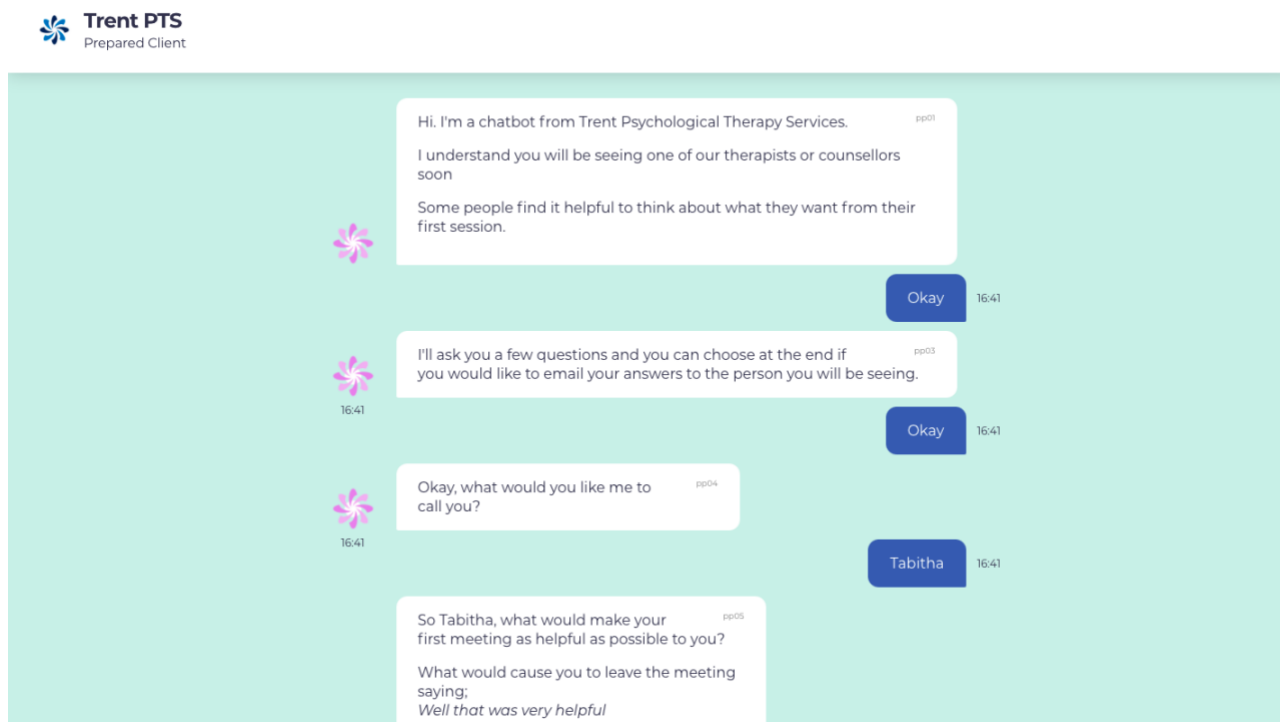 Trent PTS
Prepared Client
Hi. I'm a chatbot from Trent Psychological Therapy Services.
pp01
I understand you will be seeing one of our therapists or counsellors
soon
Some people find it helpful to think about what they want from their
first session.
Okay
16:41
I'll ask you a few questions and you can choose at the end if
pp03
you would like to email your answers to the person you will be seeing.
16:41
Okay
16:41
Okay, what would you like me to
pp04
call you?
16:41
Tabitha
16:41
So Tabitha, what would make your
pp05
first meeting as helpful as possible to you?
What would cause you to leave the meeting
saying;
Well that was very helpful